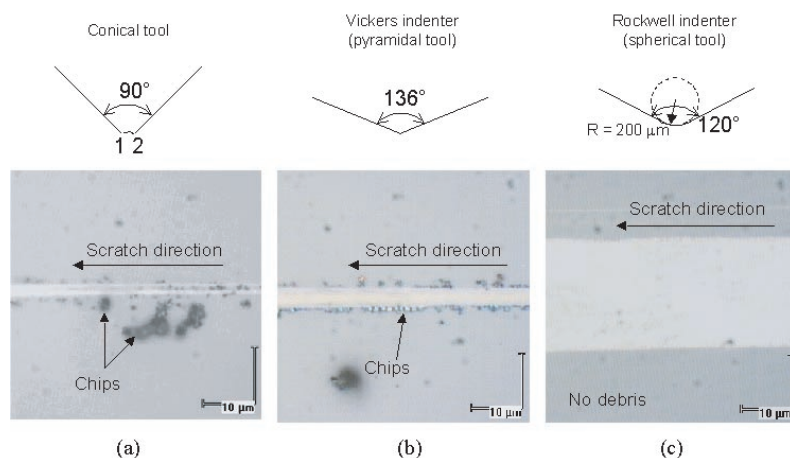 Conical tool
90°
1 2
Vickers indenter
(pyramidal tool)
136°
Rockwell indenter
(spherical tool)
R = 200 μm
120°
Scratch direction
Chips
10 μm
(a)
Scratch direction
Chips
10 μm
(b)
Scratch direction
No debris
10 μm
(c)